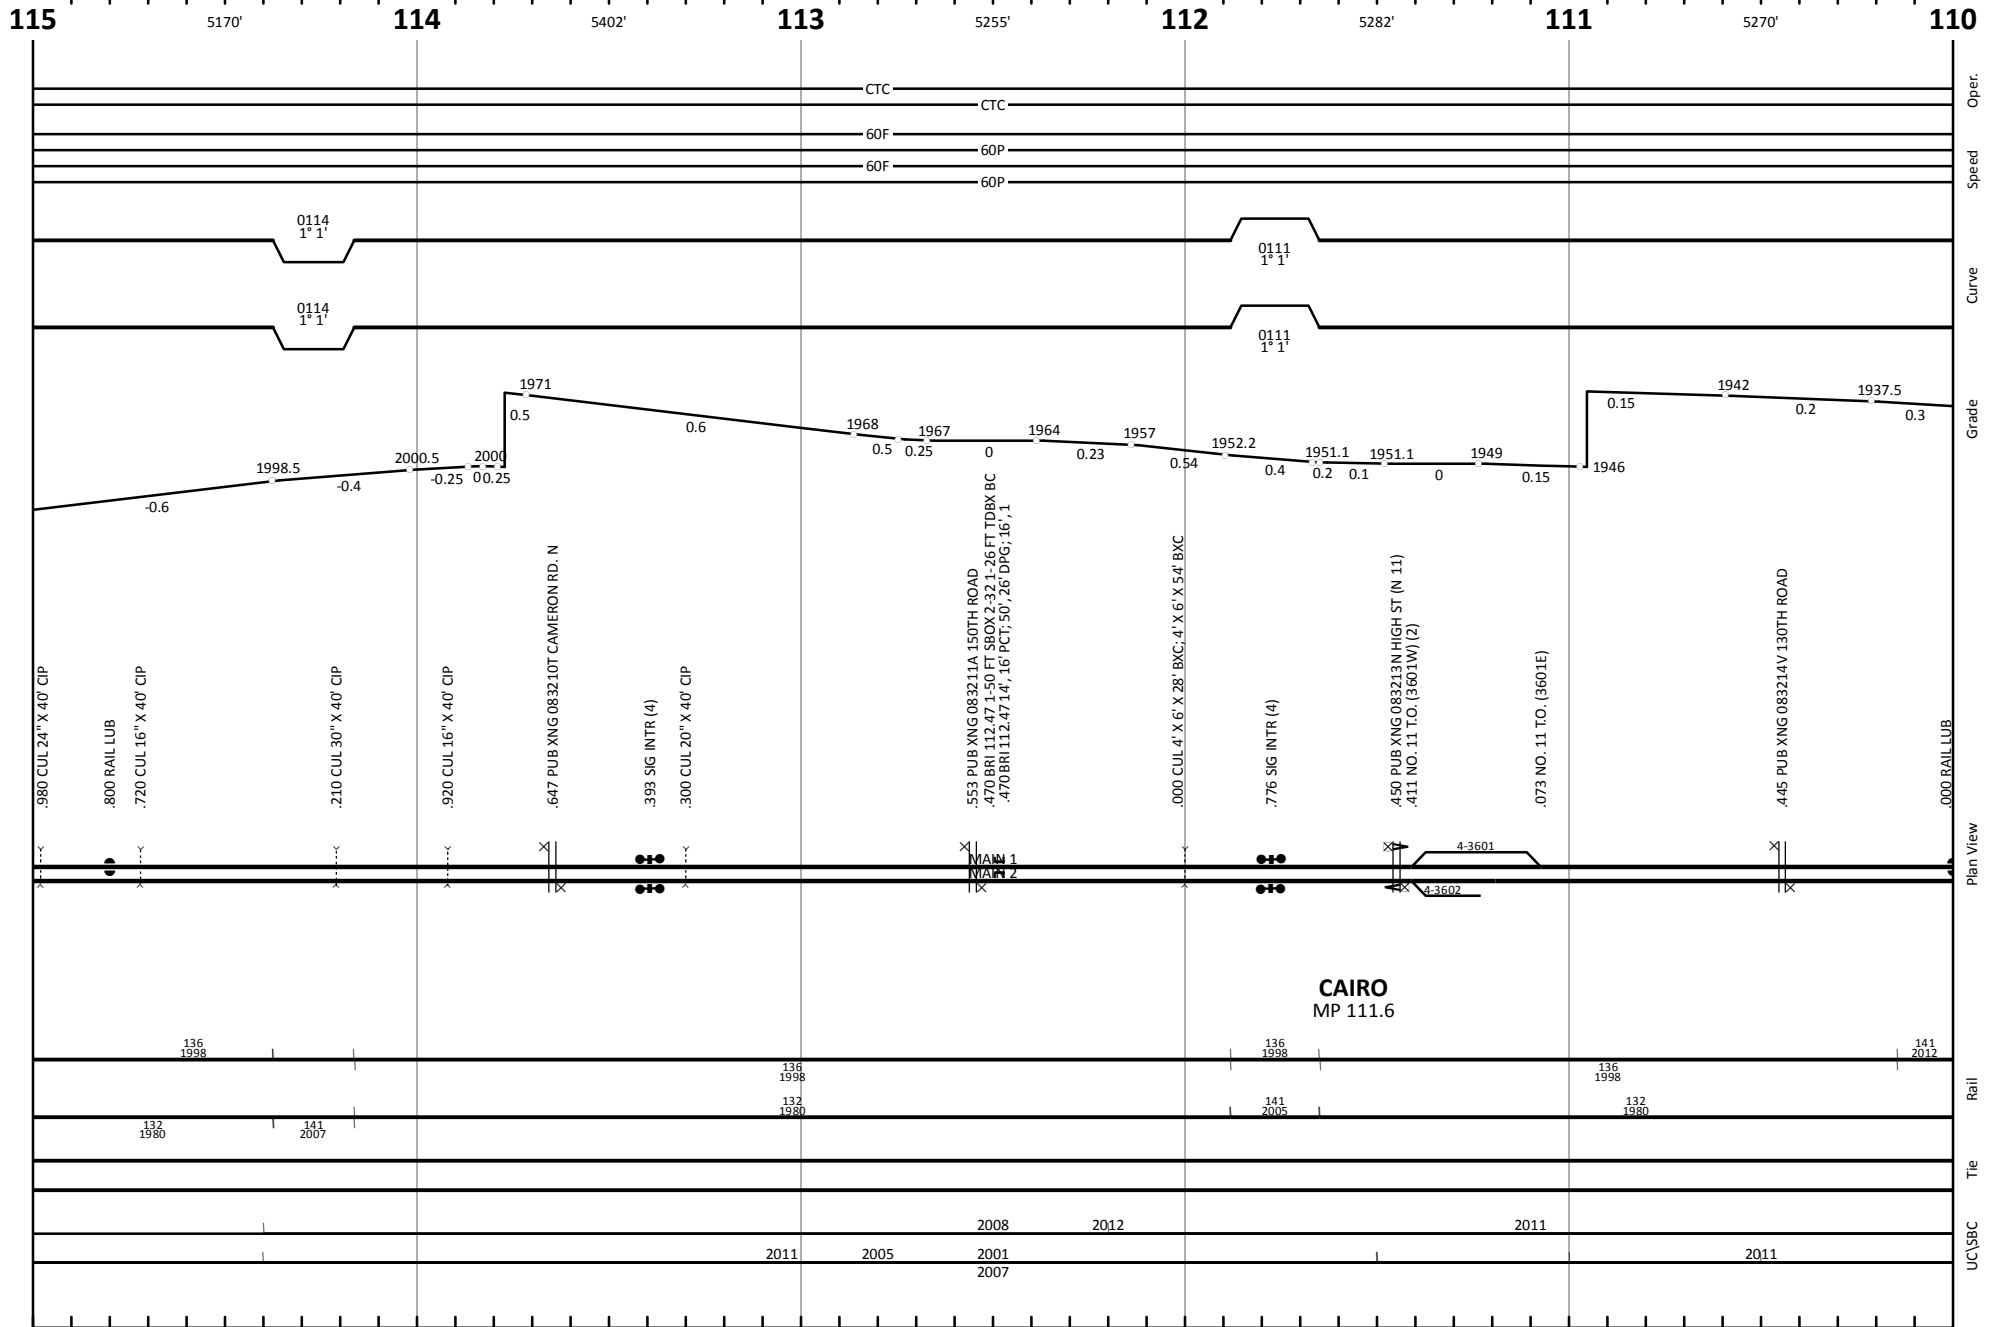 115 5170' 114 5402' 113 5255' 112 5282' 111 5270' 110
CTC
CTC
Oper.
60F
60P
60F
60P
Speed
0114
1° 1'
0111
1° 1'
0114
1° 1'
0111
1° 1'
Curve
1998.5
2000.5
2000
1971
1968
1967
1964
1957
1952.2
1951.1
1951.1
1949
1946
1942
1937.5
-0.6
-0.4
-0.25
0
0.25
0.5
0.6
0.5
0.25
0
0.23
0.54
0.4
0.2
0.1
0
0.15
0.15
0.2
0.3
Grade
.980 CUL 24" X 40' CIP
.800 RAIL LUB
.720 CUL 16" X 40' CIP
.210 CUL 30" X 40' CIP
.920 CUL 16" X 40' CIP
.647 PUB XNG 083210T CAMERON RD. N
.393 SIG INTR (4)
.300 CUL 20" X 40' CIP
.553 PUB XNG 083211A 150TH ROAD
.470 BRI 112.47 1-50 FT SBOX 2-32 1-26 FT TDBX BC
.470 BRI 112.47 14', 16' PCT; 50', 26' DPG; 16', 1
.000 CUL 4' X 6' X 28' BXC; 4' X 6' X 54' BXC
.776 SIG INTR (4)
.450 PUB XNG 083213N HIGH ST (N 11)
.411 NO. 11 T.O. (3601W) (2)
.073 NO. 11 T.O. (3601E)
.445 PUB XNG 083214V 130TH ROAD
.000 RAIL LUB
MAIN 1
MAIN 2
4-3601
4-3602
Plan View
CAIRO
MP 111.6
136
1998
136
1998
136
1998
136
1998
141
2012
132
1980
141
2007
132
1980
141
2005
132
1980
Rail
Tie
2008 2012 2011
2011 2005 2001 2011
2007
UC\SBC